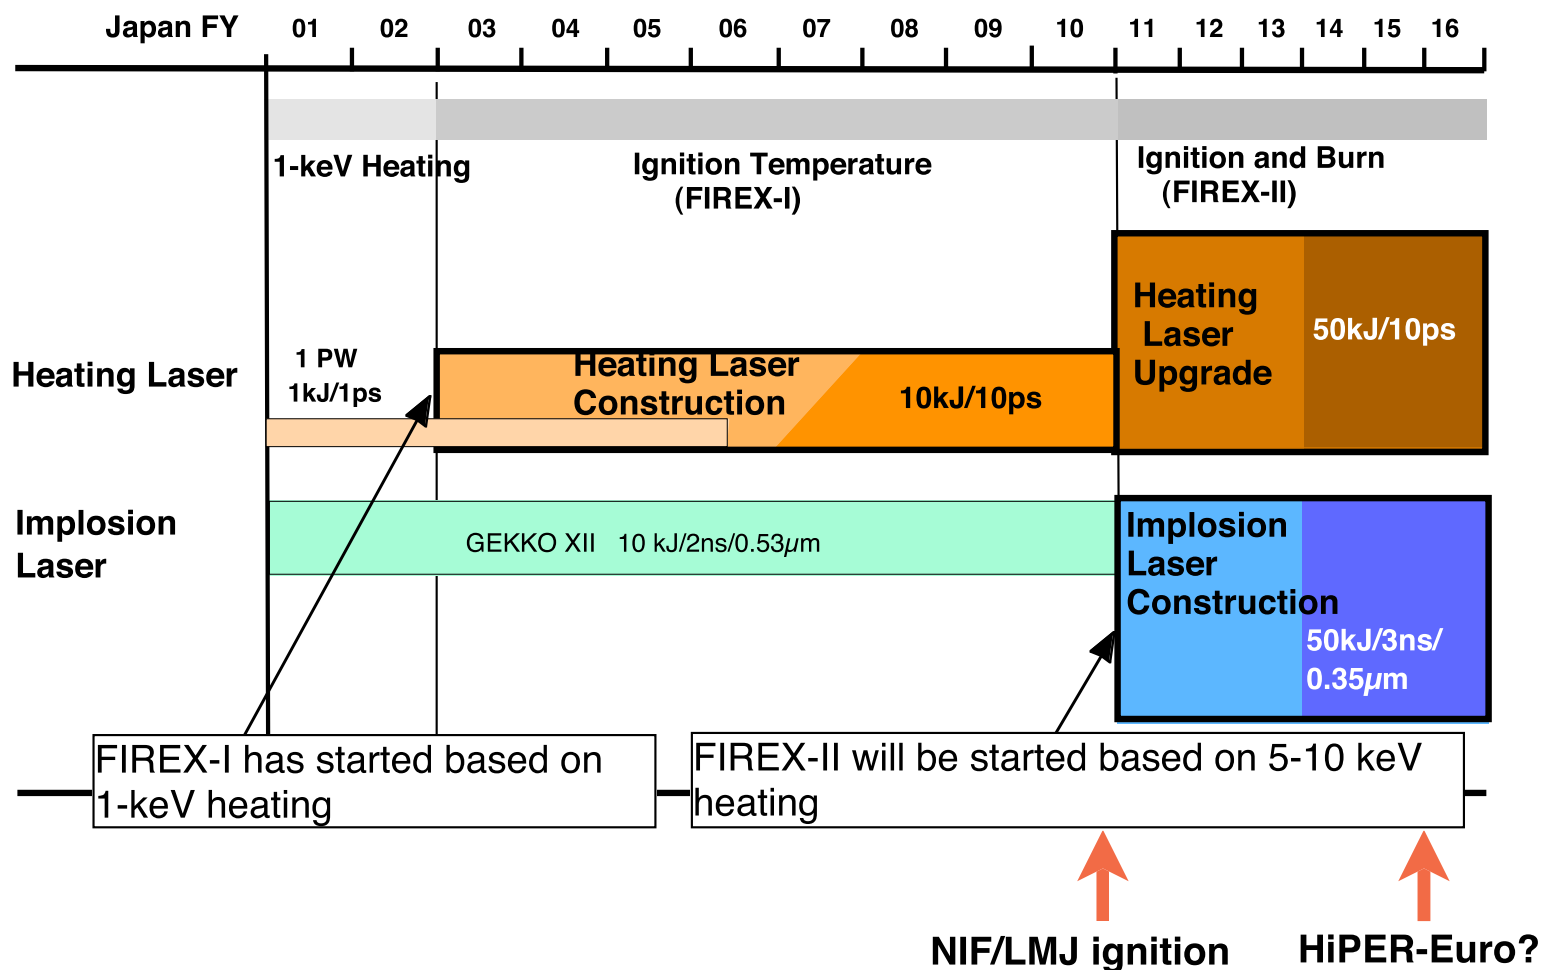 Japan FY 01 02 03 04 05 06 07 08 09 10 11 12 13 14 15 16
1-keV Heating
Ignition Temperature
(FIREX-I)
Ignition and Burn
(FIREX-II)
Heating Laser
1 PW
1kJ/1ps
Heating Laser
Construction
10kJ/10ps
Heating
Laser
Upgrade
50kJ/10ps
Implosion
Laser
GEKKO XII 10 kJ/2ns/0.53µm
Implosion
Laser
Construction
50kJ/3ns/
0.35µm
FIREX-I has started based on
1-keV heating
FIREX-II will be started based on 5-10 keV
heating
NIF/LMJ ignition
HiPER-Euro?